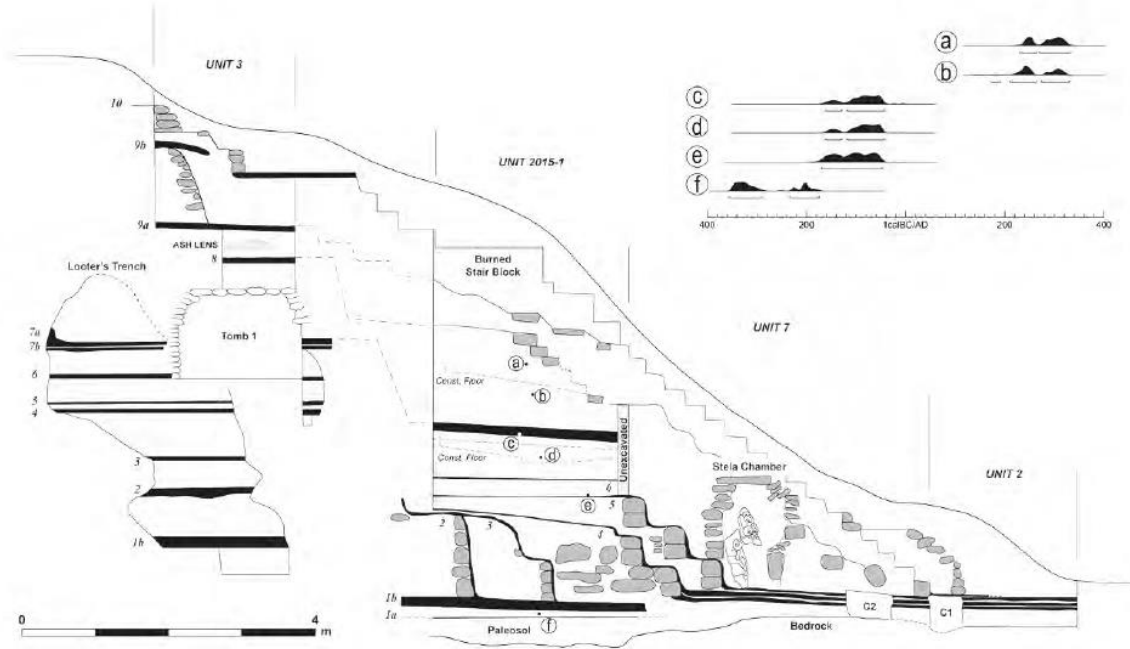 UNIT 3
10
9b
9a
ASH LENS
8
Looter's Trench
Tomb 1
7a
7b
6
5
4
3
2
1b
UNIT 2015-1
Burned
Stair Block
a
Const. Floor
b
c
Const. Floor
d
Unexcavated
6
e
5
2
3
4
1b
1a
f
Paleosol
Bedrock
UNIT 7
Stela Chamber
C2
C1
UNIT 2
a
b
c
d
e
f
400 200 1calBC/AD 200 400
0 4
m